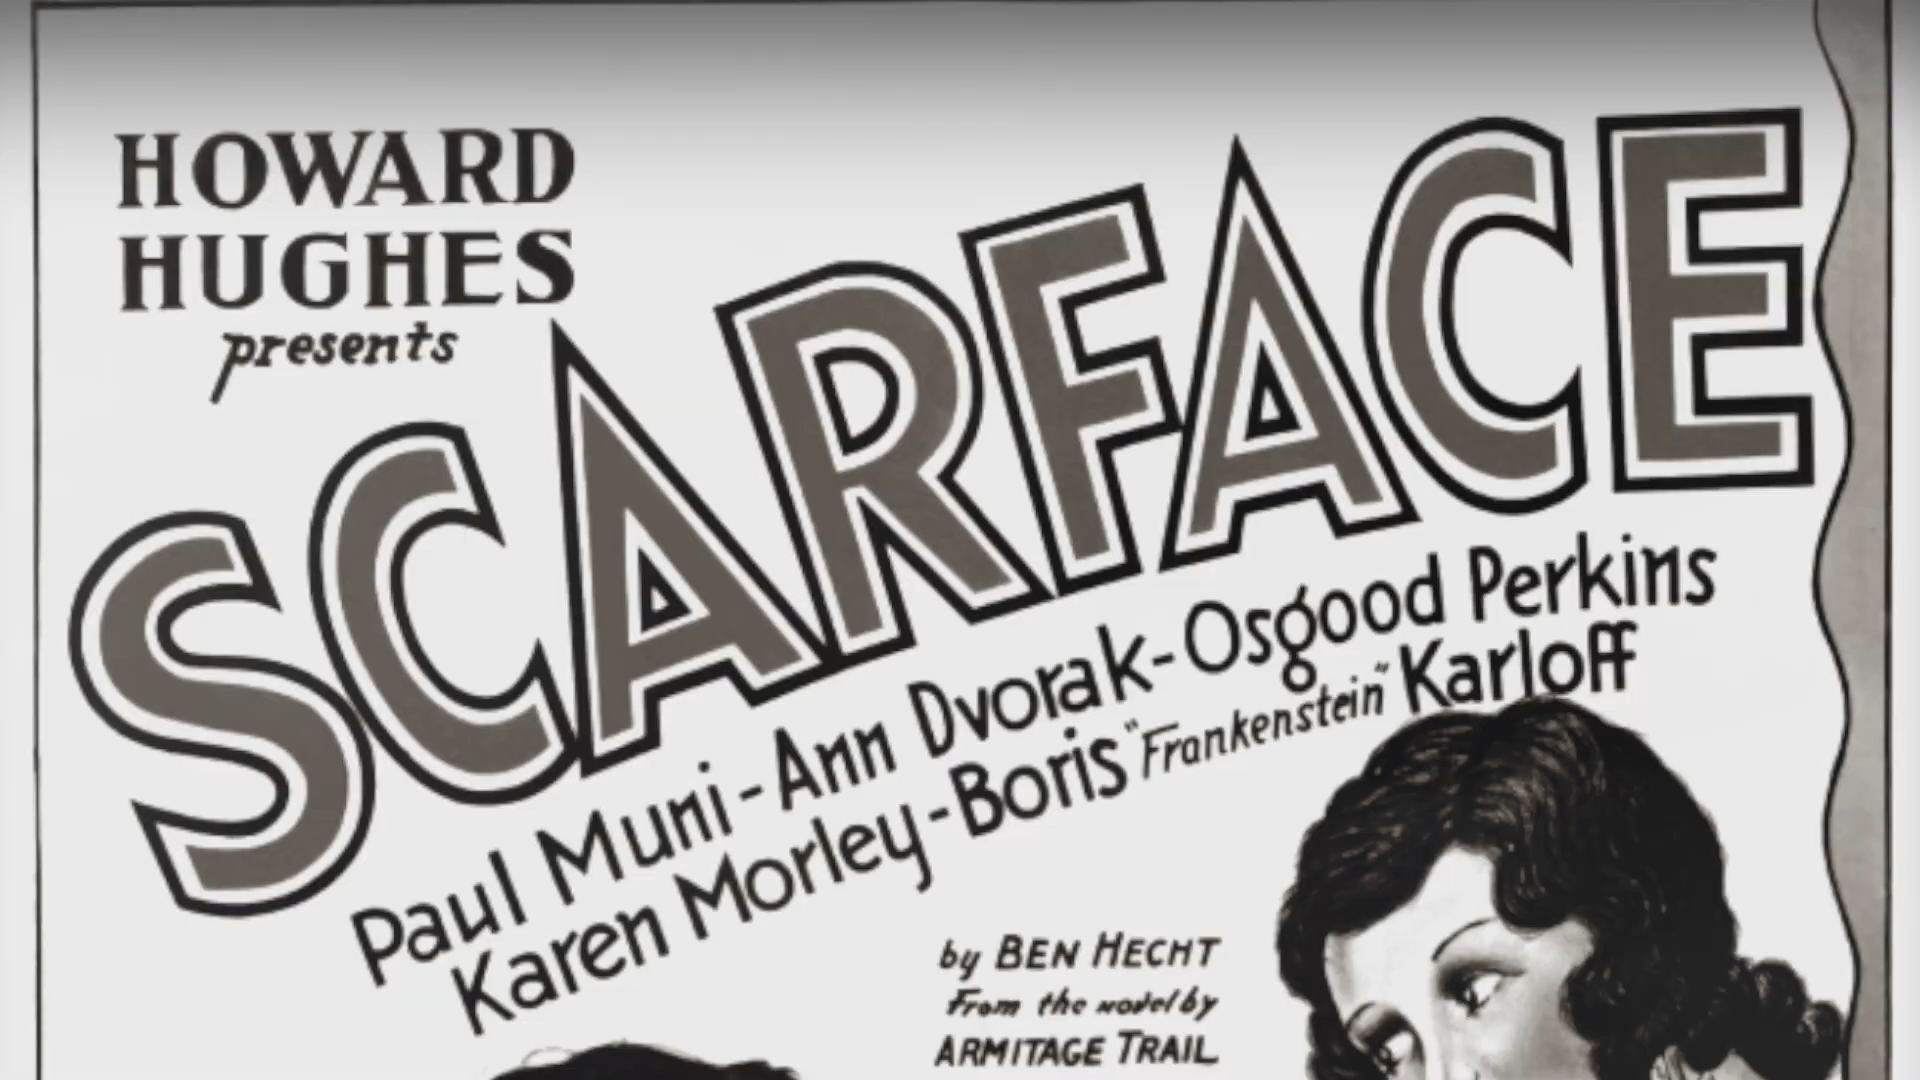 HOWARD
HUGHES
presents
SCARFACE
Paul Muni-Ann Dvorak-Osgood Perkins
Karen Morley-Boris "Frankenstein" Karloff
by BEN HECHT
From the novel by
ARMITAGE TRAIL